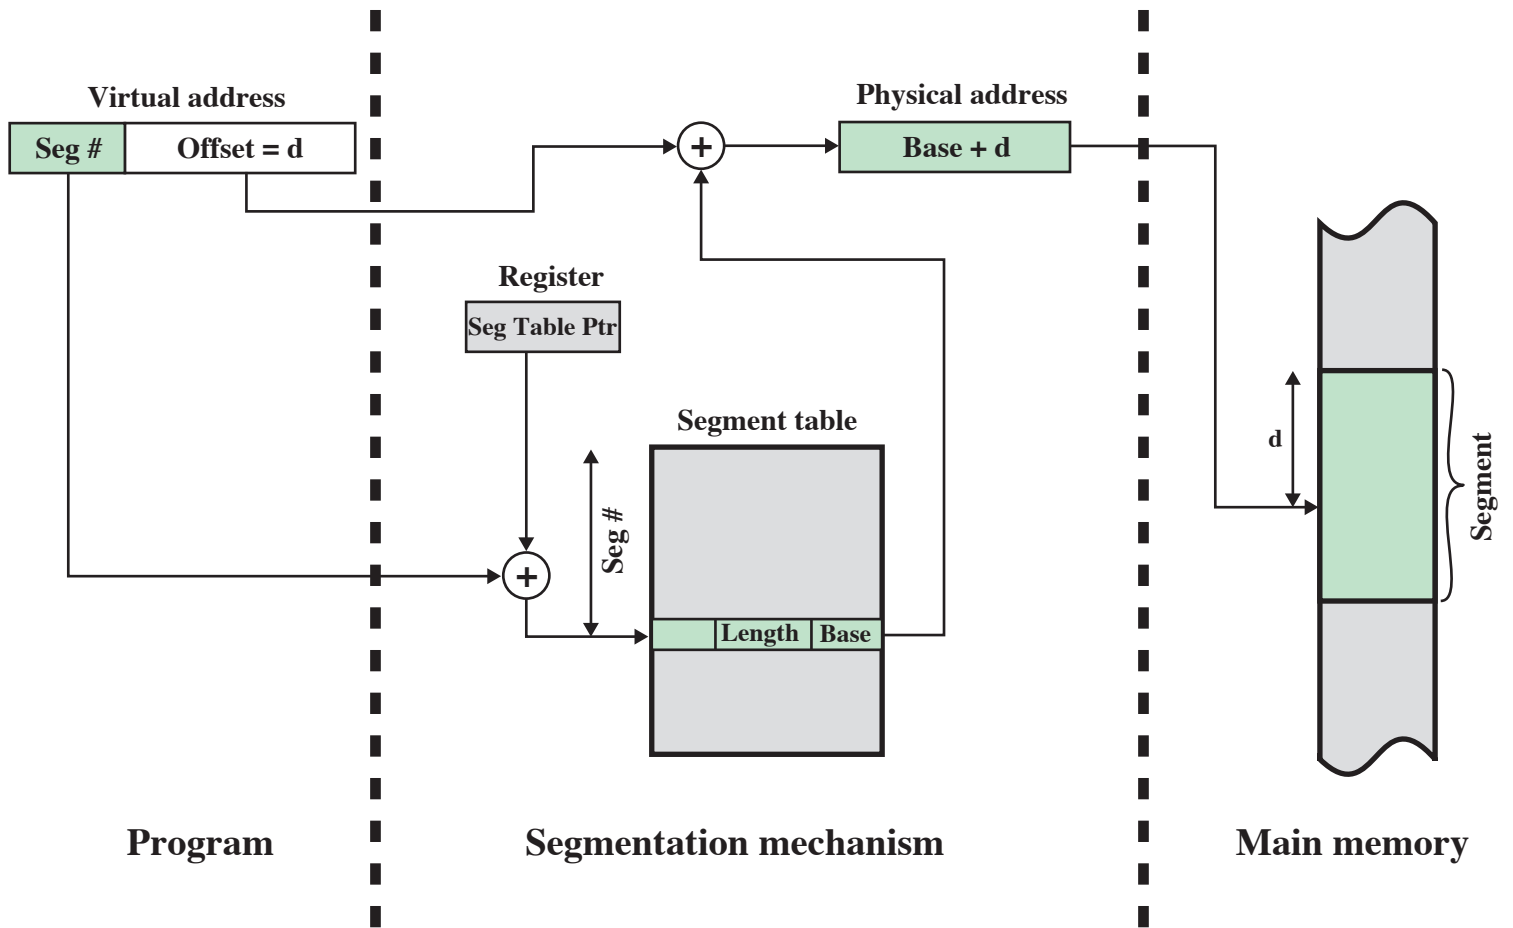 Virtual address
Seg #
Offset = d
+
Physical address
Base + d
Register
Seg Table Ptr
Segment table
Seg #
+
Length
Base
d
Segment
Program
Segmentation mechanism
Main memory